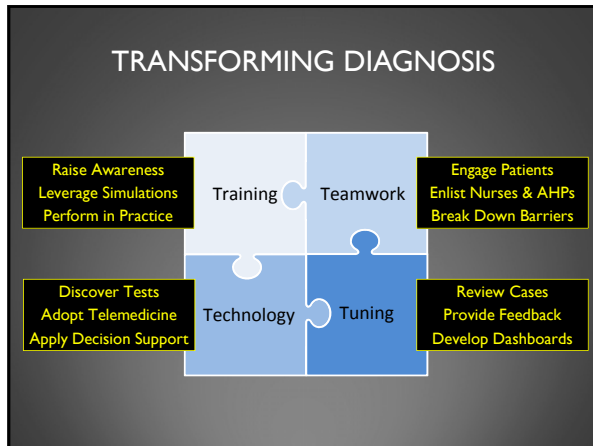 TRANSFORMING DIAGNOSIS
Raise Awareness
Leverage Simulations
Perform in Practice
Training
Teamwork
Engage Patients
Enlist Nurses & AHPs
Break Down Barriers
Discover Tests
Adopt Telemedicine
Apply Decision Support
Technology
Tuning
Review Cases
Provide Feedback
Develop Dashboards